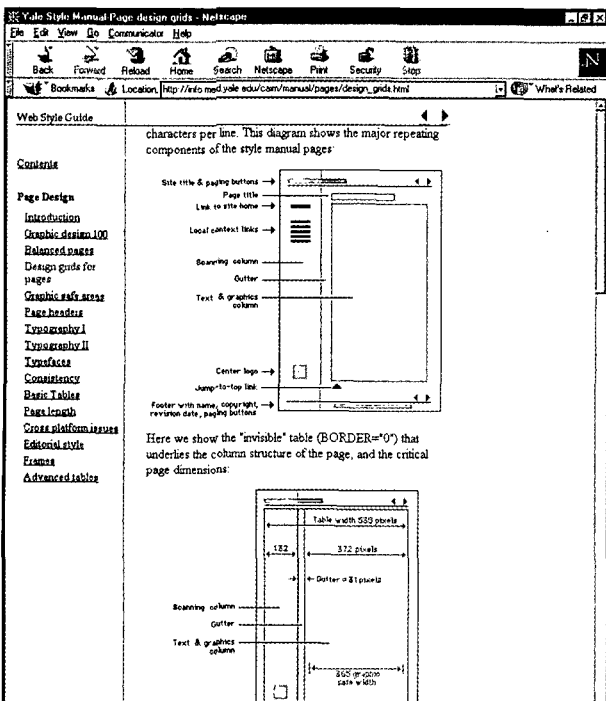 Yale Style Manual-Page design grids - Netscape
File Edit View Go Communicator Help
Back Forward Reload Home Search Netscape Print Security Stop
N
Bookmarks Location http://info.med.yale.edu/caim/manual/pages/design_grids.html What's Related
Web Style Guide
Contents
Page Design
Introduction
Graphic design 100
Balanced pages
Design grids for
pages
Graphic safe areas
Page headers
Typography I
Typography II
Typefaces
Consistency
Basic Tables
Page length
Cross platform issues
Editorial style
Frames
Advanced tables
characters per line. This diagram shows the major repeating
components of the style manual pages:
Site title & paging buttons
Page title
Link to site home
Local context links
Scanning column
Gutter
Text & graphics
column
Center logo
Jump-to-top link
Footer with name, copyright,
revision date, paging buttons
Here we show the "invisible" table (BORDER="0") that
underlies the column structure of the page, and the critical
page dimensions:
Table width 535 pixels
132 372 pixels
Gutter = 31 pixels
Scanning column
Gutter
Text & graphics
column
365 graphic
safe width